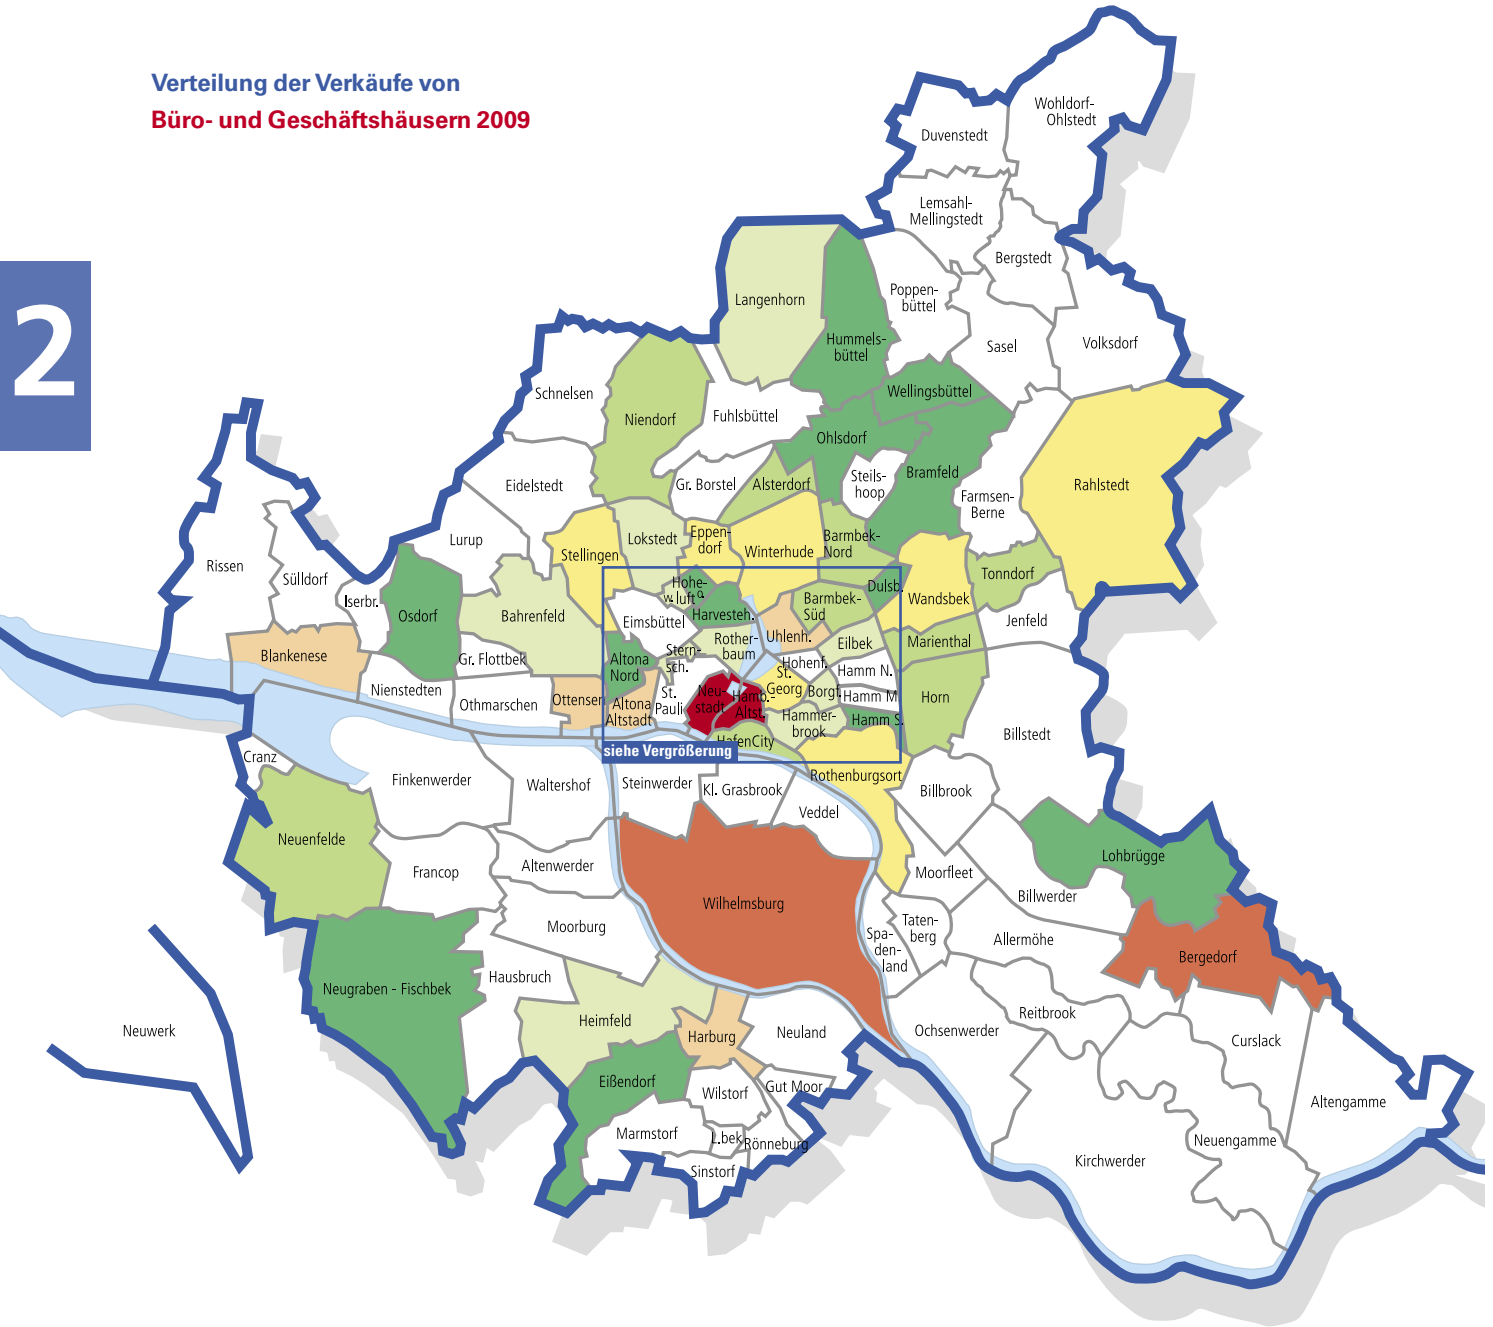 Verteilung der Verkäufe von
Büro- und Geschäftshäusern 2009
2
Wohldorf-
Ohlstedt
Duvenstedt
Lemsahl-
Mellingstedt
Bergstedt
Poppen-
büttel
Langenhorn
Hummels-
büttel
Sasel
Volksdorf
Schnelsen
Niendorf
Fuhlsbüttel
Wellingsbüttel
Ohlsdorf
Bramfeld
Steils-
hoop
Rahlstedt
Eidelstedt
Gr. Borstel
Alsterdorf
Farmsen-
Berne
Lurup
Stellingen
Lokstedt
Eppen-
dorf
Winterhude
Barmbek-
Nord
Rissen
Sülldorf
Iserbr.
Osdorf
Bahrenfeld
Hohe-
w.luft
o.
Dulsb.
Wandsbek
Tonndorf
Jenfeld
Eimsbüttel
Harvesteh.
Barmbek-
Süd
Uhlenh.
Eilbek
Marienthal
Blankenese
Gr. Flottbek
Altona
Nord
Stern-
sch.
Rother-
baum
Hohenf.
Hamm N.
Nienstedten
Othmarschen
Ottensen
Altona
Altstadt
St.
Pauli
Neu-
stadt
Hamb.-
Altst.
St.
Georg
Borgf.
Hamm M.
Hamm S.
Horn
Hammer-
brook
HafenCity
Billstedt
siehe Vergrößerung
Cranz
Finkenwerder
Waltershof
Steinwerder
Kl. Grasbrook
Veddel
Rothenburgsort
Billbrook
Neuenfelde
Francop
Altenwerder
Wilhelmsburg
Moorfleet
Lohbrügge
Billwerder
Moorburg
Spa-
den-
land
Taten-
berg
Allermöhe
Bergedorf
Hausbruch
Neugraben - Fischbek
Heimfeld
Harburg
Neuland
Ochsenwerder
Reitbrook
Curslack
Neuwerk
Eißendorf
Wilstorf
Gut Moor
Altengamme
Marmstorf
L.bek
Rönneburg
Sinstorf
Kirchwerder
Neuengamme